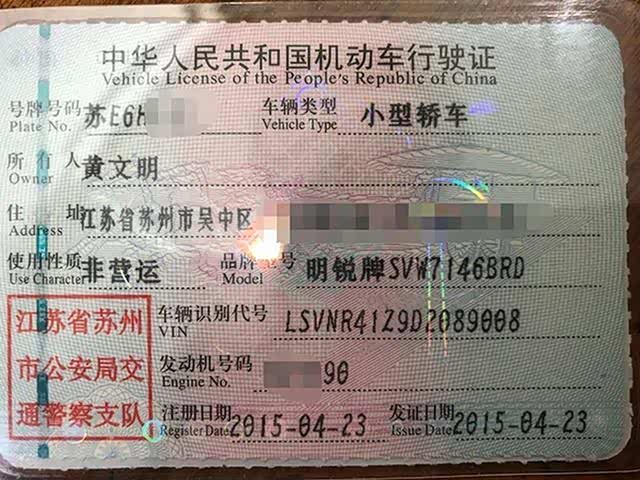 中华人民共和国机动车行驶证
Vehicle License of the People's Republic of China
号牌号码 苏E6H 车辆类型 小型轿车
Plate No. Vehicle Type
所有人 黄文明
Owner
住址 江苏省苏州市吴中区
Address
使用性质 非营运 品牌型号 明锐牌SVW7146BRD
Use Character Model
江苏省苏州
市公安局交
通警察支队
车辆识别代号 LSVNR41Z9D2089008
VIN
发动机号码 90
Engine No.
注册日期 2015-04-23 发证日期 2015-04-23
Register Date Issue Date